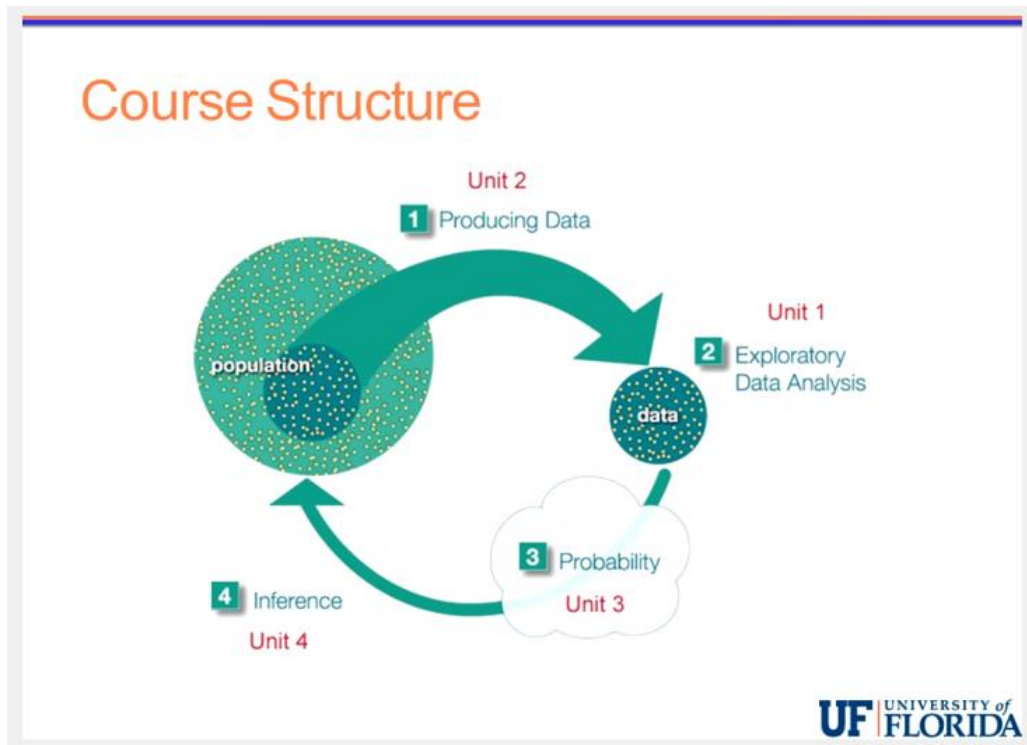 Course Structure
Unit 2
1 Producing Data
population
Unit 1
2 Exploratory
Data Analysis
data
3 Probability
Unit 3
4 Inference
Unit 4
UF UNIVERSITY of
FLORIDA